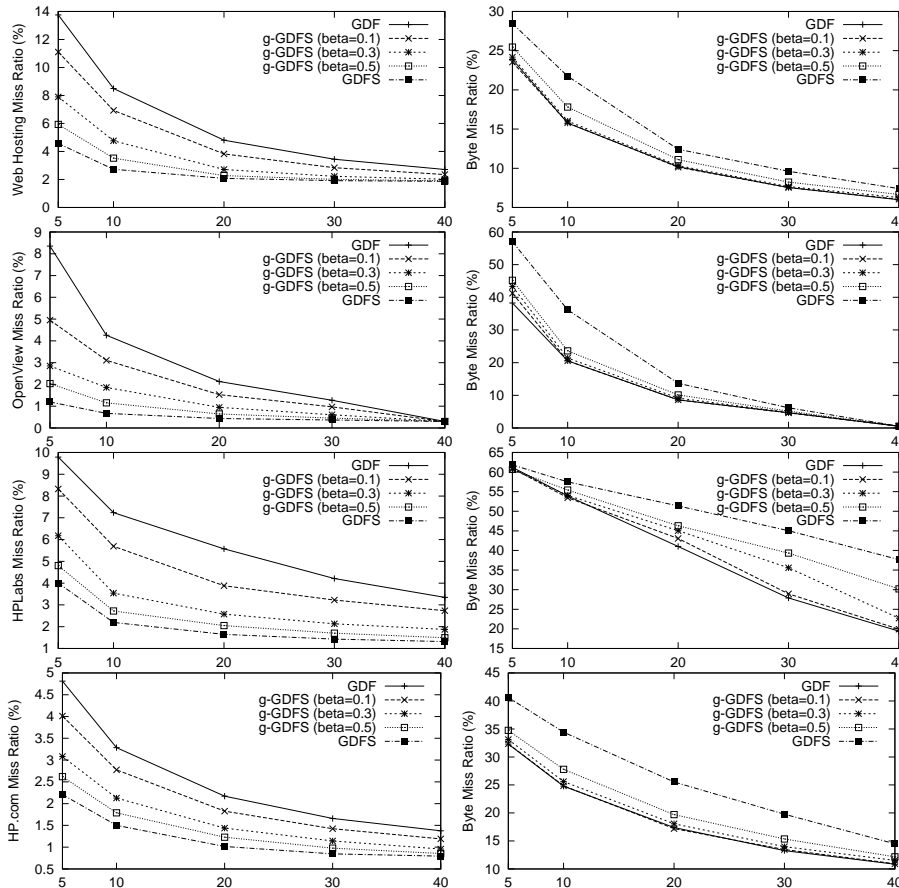 Web Hosting Miss Ratio (%)
14
12
10
8
6
4
2
0
5 10 20 30 40
GDF
g-GDFS (beta=0.1)
g-GDFS (beta=0.3)
g-GDFS (beta=0.5)
GDFS
Byte Miss Ratio (%)
30
25
20
15
10
5
5 10 20 30 40
GDF
g-GDFS (beta=0.1)
g-GDFS (beta=0.3)
g-GDFS (beta=0.5)
GDFS
OpenView Miss Ratio (%)
9
8
7
6
5
4
3
2
1
0
5 10 20 30 40
GDF
g-GDFS (beta=0.1)
g-GDFS (beta=0.3)
g-GDFS (beta=0.5)
GDFS
Byte Miss Ratio (%)
60
50
40
30
20
10
0
5 10 20 30 40
GDF
g-GDFS (beta=0.1)
g-GDFS (beta=0.3)
g-GDFS (beta=0.5)
GDFS
HPLabs Miss Ratio (%)
10
9
8
7
6
5
4
3
2
1
5 10 20 30 40
GDF
g-GDFS (beta=0.1)
g-GDFS (beta=0.3)
g-GDFS (beta=0.5)
GDFS
Byte Miss Ratio (%)
65
60
55
50
45
40
35
30
25
20
15
5 10 20 30 40
GDF
g-GDFS (beta=0.1)
g-GDFS (beta=0.3)
g-GDFS (beta=0.5)
GDFS
HP.com Miss Ratio (%)
5
4.5
4
3.5
3
2.5
2
1.5
1
0.5
5 10 20 30 40
GDF
g-GDFS (beta=0.1)
g-GDFS (beta=0.3)
g-GDFS (beta=0.5)
GDFS
Byte Miss Ratio (%)
45
40
35
30
25
20
15
10
5 10 20 30 40
GDF
g-GDFS (beta=0.1)
g-GDFS (beta=0.3)
g-GDFS (beta=0.5)
GDFS